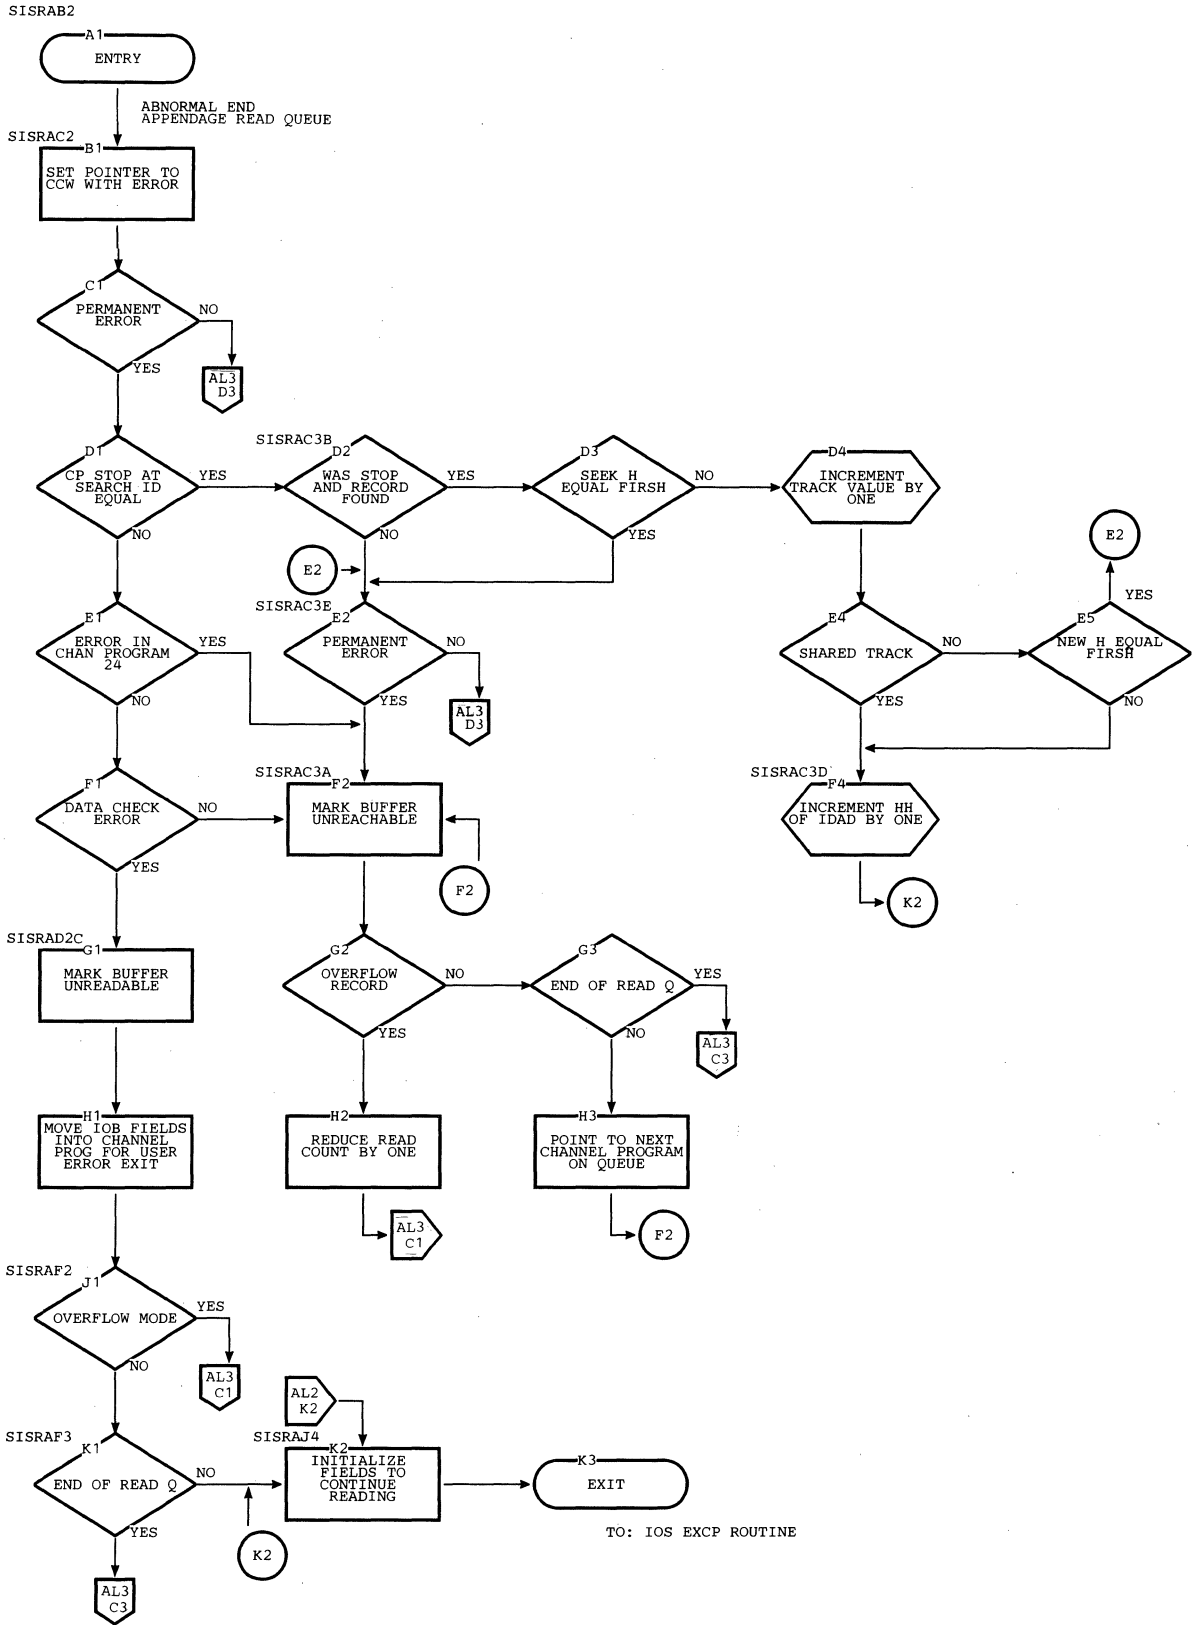 SISRAB2
A1
ENTRY
ABNORMAL END
APPENDAGE READ QUEUE
SISRAC2
B1
SET POINTER TO
CCW WITH ERROR
C1
PERMANENT
ERROR
NO
YES
AL3
D3
D1
CP STOP AT
SEARCH ID
EQUAL
YES
NO
SISRAC3B
D2
WAS STOP
AND RECORD
FOUND
YES
NO
D3
SEEK H
EQUAL FIRSH
NO
YES
D4
INCREMENT
TRACK VALUE BY
ONE
E2
E2
SISRAC3E
E1
ERROR IN
CHAN PROGRAM
24
YES
NO
E2
PERMANENT
ERROR
NO
YES
AL3
D3
E4
SHARED TRACK
NO
YES
E5
NEW H EQUAL
FIRSH
YES
NO
F1
DATA CHECK
ERROR
NO
YES
SISRAC3A
F2
MARK BUFFER
UNREACHABLE
F2
SISRAC3D
F4
INCREMENT HH
OF IDAD BY ONE
K2
SISRAD2C
G1
MARK BUFFER
UNREADABLE
G2
OVERFLOW
RECORD
NO
YES
G3
END OF READ Q
YES
NO
AL3
C3
H1
MOVE IOB FIELDS
INTO CHANNEL
PROG FOR USER
ERROR EXIT
H2
REDUCE READ
COUNT BY ONE
AL3
C1
H3
POINT TO NEXT
CHANNEL PROGRAM
ON QUEUE
F2
SISRAF2
J1
OVERFLOW MODE
YES
NO
AL3
C1
SISRAF3
K1
END OF READ Q
NO
YES
AL3
C3
AL2
K2
SISRAJ4
K2
INITIALIZE
FIELDS TO
CONTINUE
READING
K2
K3
EXIT
TO: IOS EXCP ROUTINE